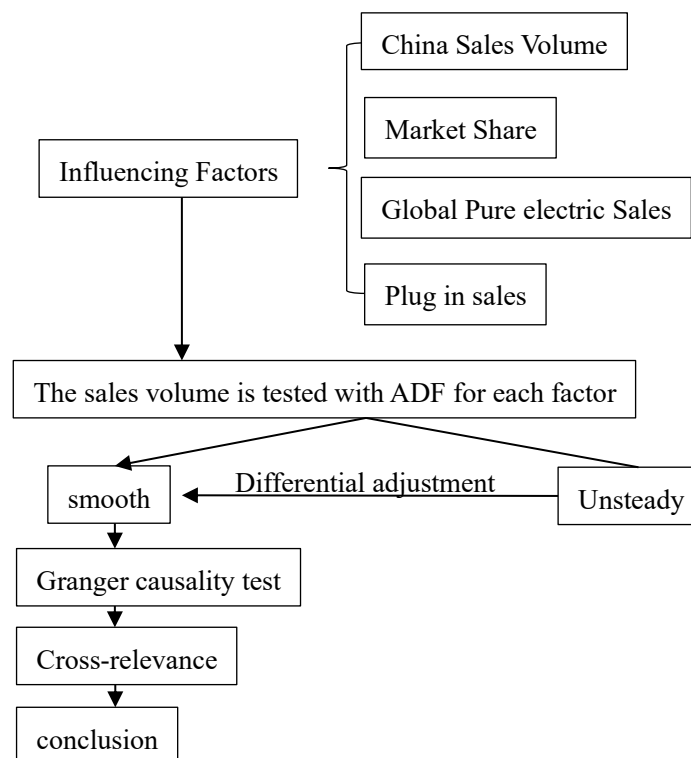 China Sales Volume
Market Share
Influencing Factors
Global Pure electric Sales
Plug in sales
The sales volume is tested with ADF for each factor
smooth
Differential adjustment
Unsteady
Granger causality test
Cross-relevance
conclusion